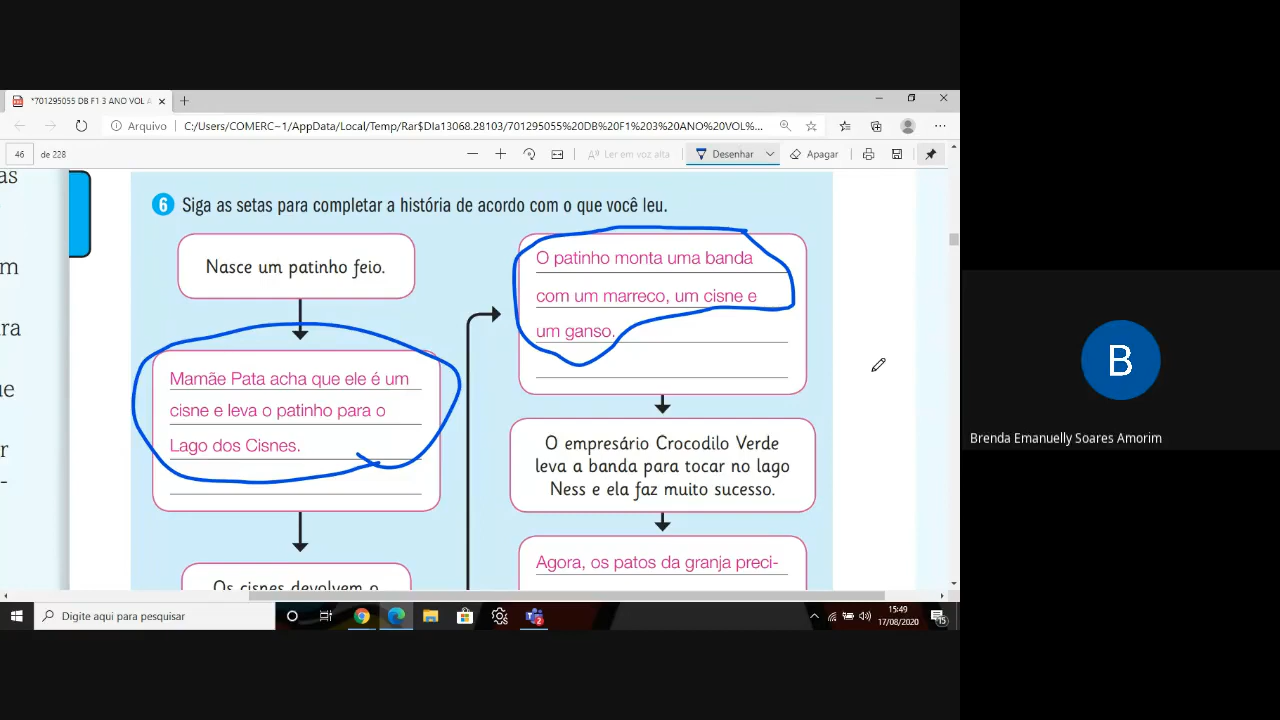 *701295055 DB F1 3 ANO VOL
Arquivo
C:/Users/COMERC~1/AppData/Local/Temp/Rar$DIa13068.28103/701295055%20DB%20F1%203%20ANO%20VOL%...
46 de 228
Ler em voz alta
Desenhar
Apagar
6 Siga as setas para completar a história de acordo com o que você leu.
Nasce um patinho feio.
Mamãe Pata acha que ele é um
cisne e leva o patinho para o
Lago dos Cisnes.
Os cisnes devolvem o
O patinho monta uma banda
com um marreco, um cisne e
um ganso.
O empresário Crocodilo Verde
leva a banda para tocar no lago
Ness e ela faz muito sucesso.
Agora, os patos da granja preci-
B
Brenda Emanuelly Soares Amorim
Digite aqui para pesquisar
15:49
17/08/2020